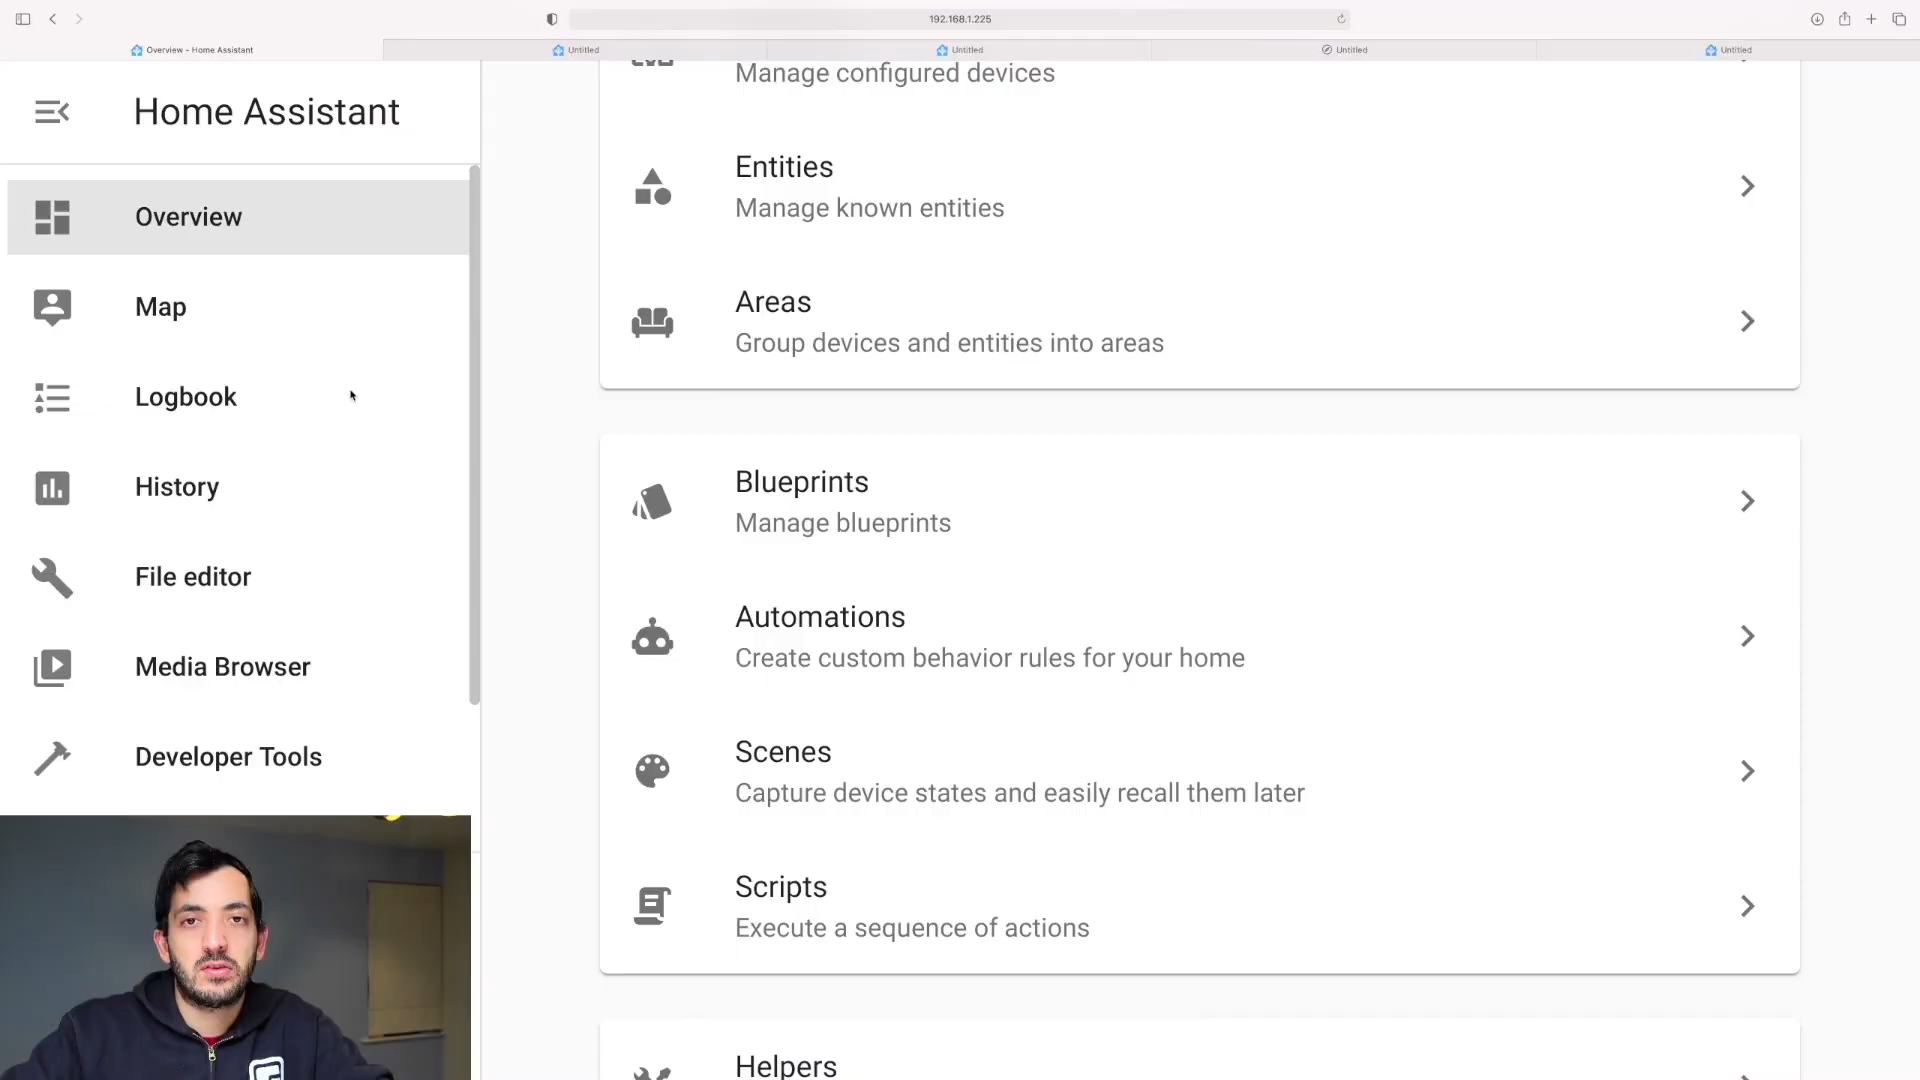 192.168.1.225
Overview – Home Assistant
Untitled
Untitled
Untitled
Untitled
Home Assistant
Overview
Map
Logbook
History
File editor
Media Browser
Developer Tools
Manage configured devices
Entities
Manage known entities
Areas
Group devices and entities into areas
Blueprints
Manage blueprints
Automations
Create custom behavior rules for your home
Scenes
Capture device states and easily recall them later
Scripts
Execute a sequence of actions
Helpers